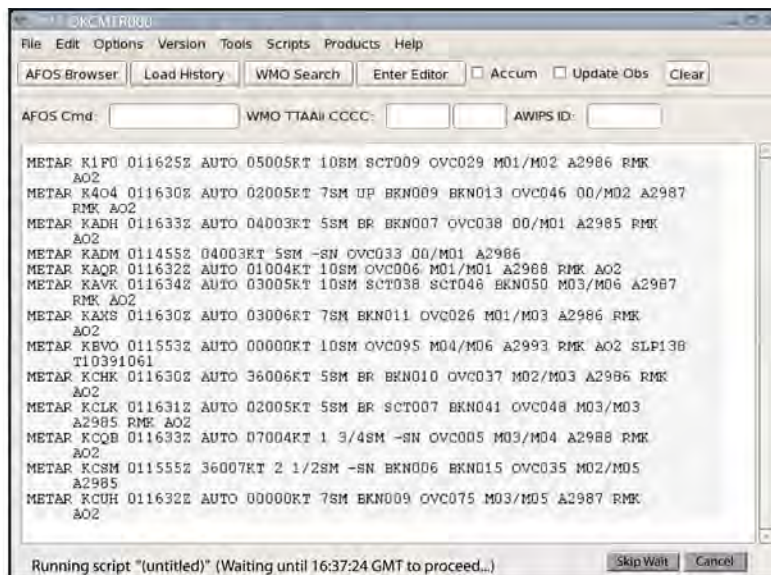 OKCMTR000
File Edit Options Version Tools Scripts Products Help
AFOS Browser Load History WMO Search Enter Editor Accum Update Obs Clear
AFOS Cmd: WMO TTAAii CCCC: AWIPS ID:
METAR K1F0 011625Z AUTO 05005KT 10SM SCT009 OVC029 M01/M02 A2986 RMK
AO2
METAR K4O4 011630Z AUTO 02005KT 7SM UP BKN009 BKN013 OVC046 00/M02 A2987
RMK AO2
METAR KADH 011633Z AUTO 04003KT 5SM BR BKN007 OVC038 00/M01 A2985 RMK
AO2
METAR KADM 011455Z 04003KT 5SM -SN OVC033 00/M01 A2986
METAR KAQR 011632Z AUTO 01004KT 10SM OVC006 M01/M01 A2988 RMK AO2
METAR KAVK 011634Z AUTO 03005KT 10SM SCT038 SCT046 BKN050 M03/M06 A2987
RMK AO2
METAR KAXS 011630Z AUTO 03006KT 7SM BKN011 OVC026 M01/M03 A2986 RMK
AO2
METAR KBVO 011553Z AUTO 00000KT 10SM OVC095 M04/M06 A2993 RMK AO2 SLP138
T10391061
METAR KCHK 011630Z AUTO 36006KT 5SM BR BKN010 OVC037 M02/M03 A2986 RMK
AO2
METAR KCLK 011631Z AUTO 02005KT 5SM BR SCT007 BKN041 OVC048 M03/M03
A2985 RMK AO2
METAR KCQB 011633Z AUTO 07004KT 1 3/4SM -SN OVC005 M03/M04 A2988 RMK
AO2
METAR KCSM 011555Z 36007KT 2 1/2SM -SN BKN006 BKN015 OVC035 M02/M05
A2985
METAR KCUH 011632Z AUTO 00000KT 7SM BKN009 OVC075 M03/M05 A2987 RMK
AO2
Running script "(untitled)" (Waiting until 16:37:24 GMT to proceed...) Skip Wait Cancel